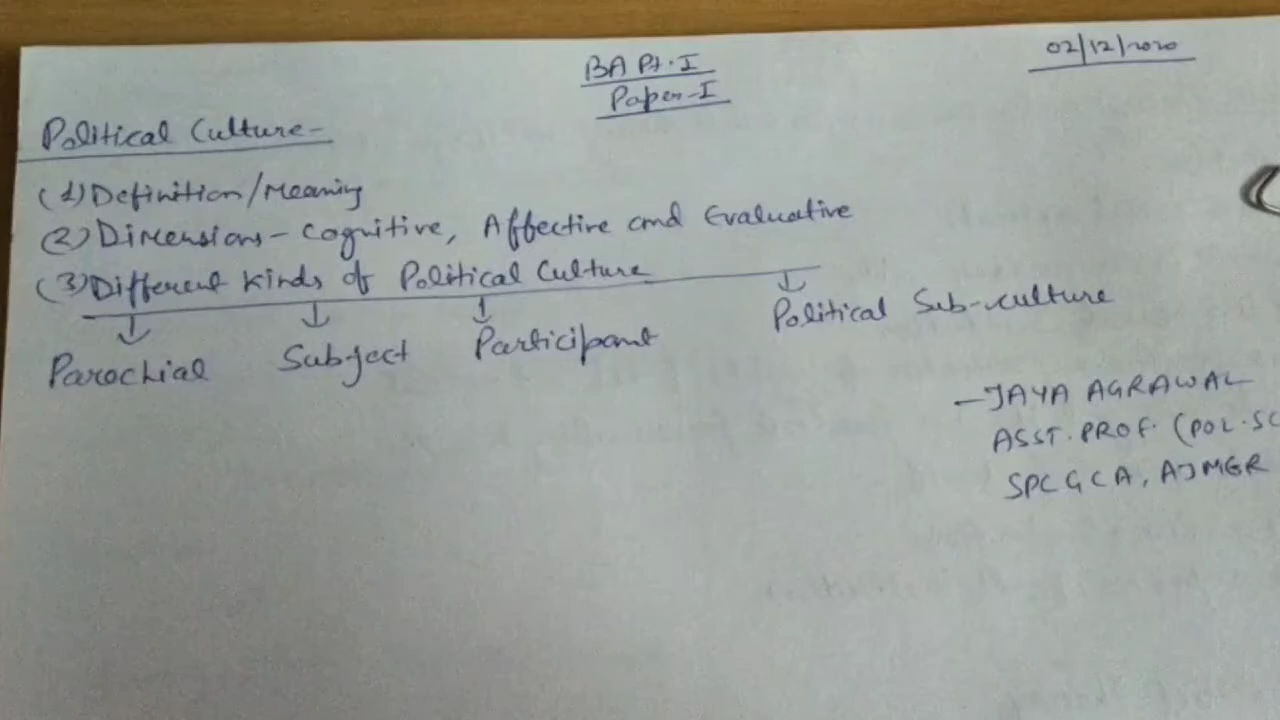 02/12/2020
BA Pt. I
Paper-I
Political Culture-
(1) Definition/Meaning
(2) Dimensions - Cognitive, Affective and Evaluative
(3) Different Kinds of Political Culture
Parochial Subject Participant Political Sub-culture
- JAYA AGRAWAL
ASST. PROF. (POL. SC
SPCGCA, AJMER